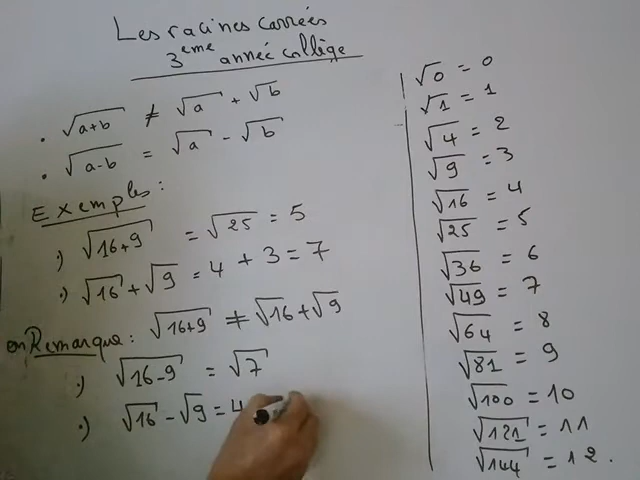 Les racines carrées
3eme année collège
. √(a+b) ≠ √a + √b
. √(a-b) = √a - √b
Exemples :
·) √(16+9) = √25 = 5
·) √16 + √9 = 4 + 3 = 7
on Remarque : √(16+9) ≠ √16 + √9
·) √(16-9) = √7
·) √16 - √9 = 4
√0 = 0
√1 = 1
√4 = 2
√9 = 3
√16 = 4
√25 = 5
√36 = 6
√49 = 7
√64 = 8
√81 = 9
√100 = 10
√121 = 11
√144 = 12.